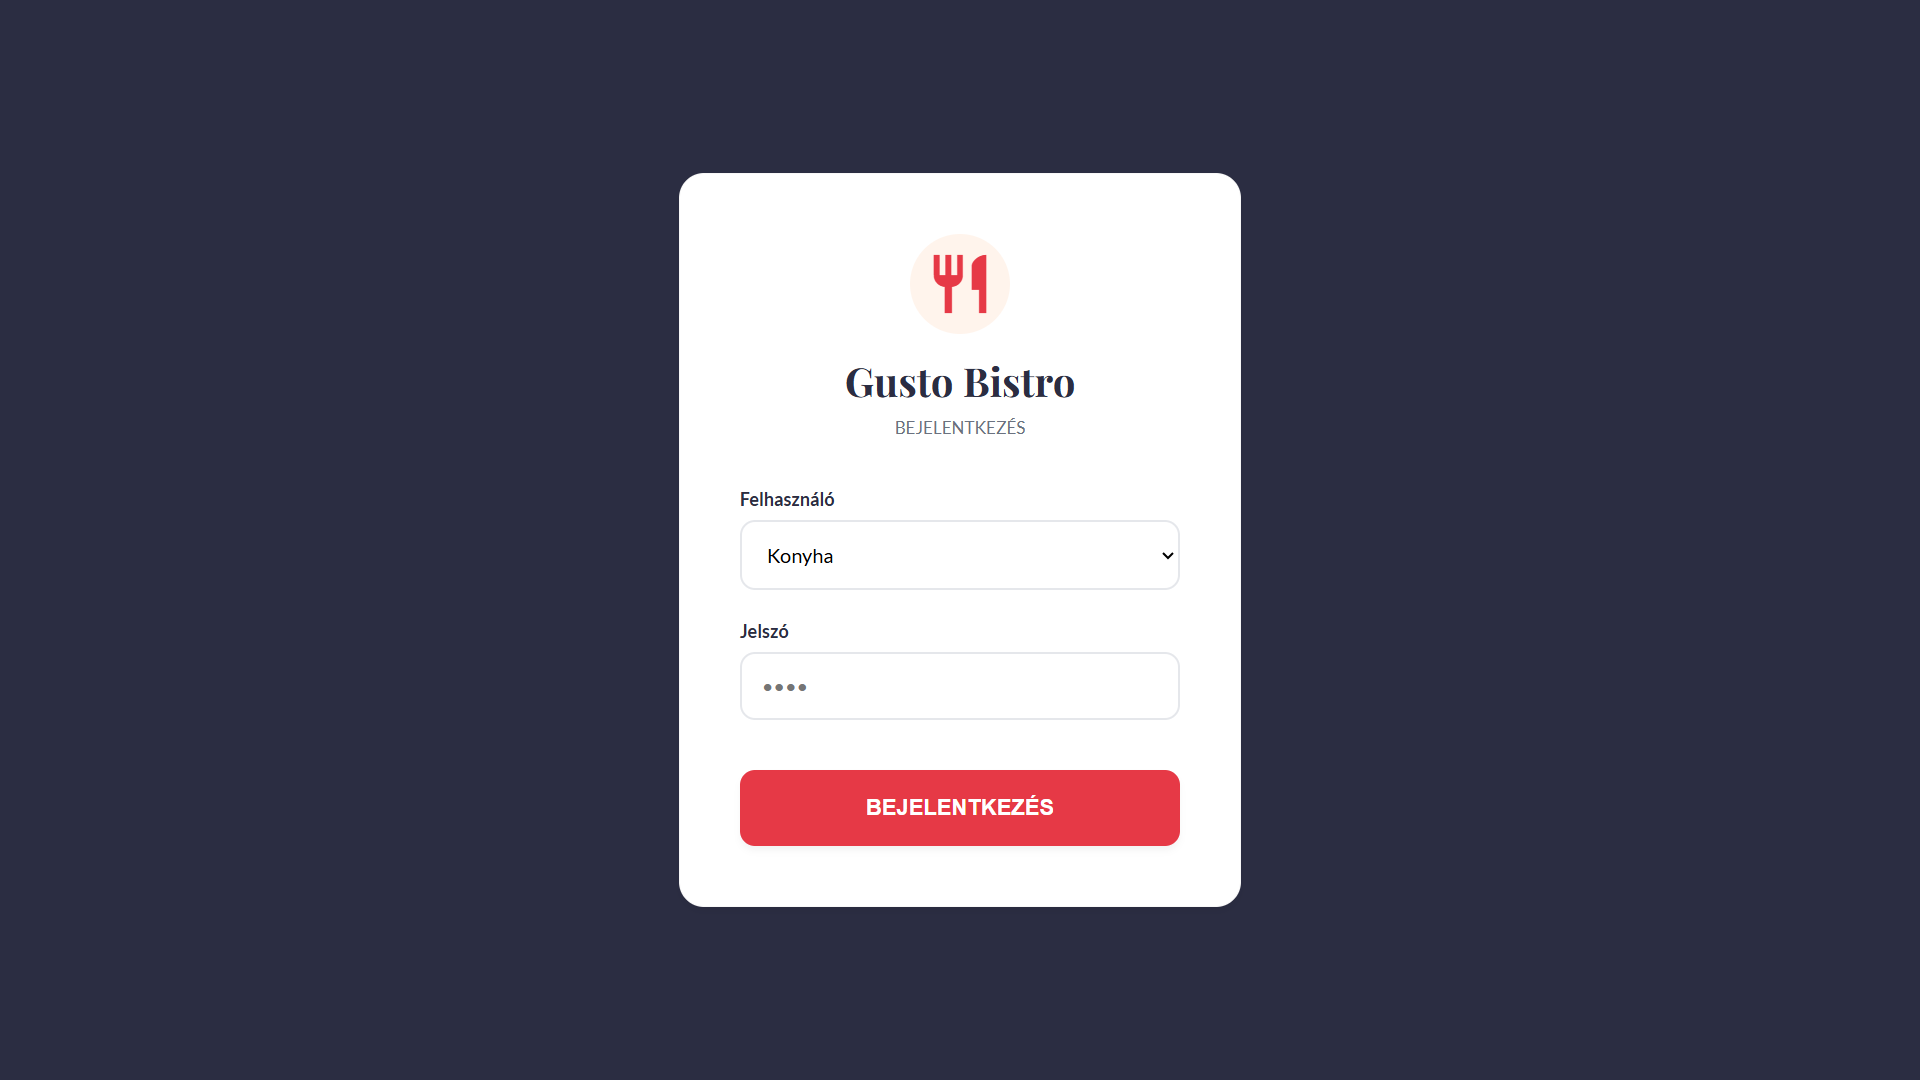 Gusto Bistro
BEJELENTKEZÉS
Felhasználó
Konyha
Jelszó
••••
BEJELENTKEZÉS